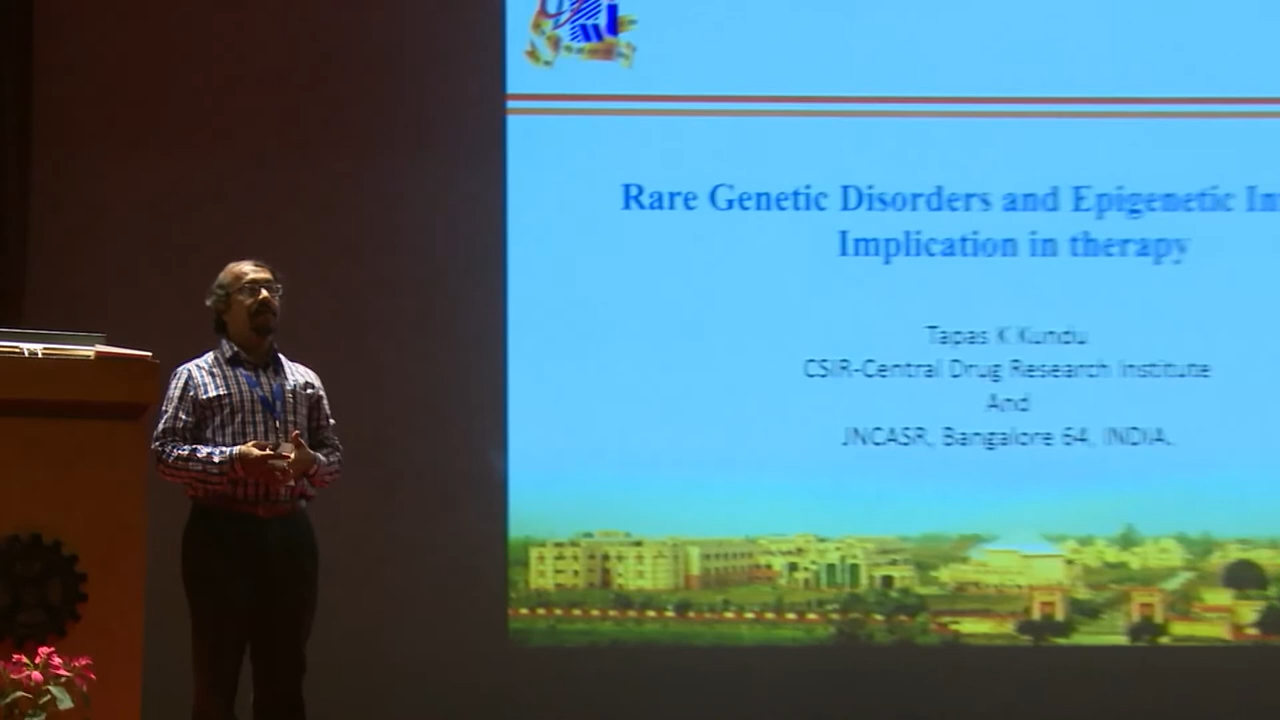 Rare Genetic Disorders and Epigenetic
Implication in therapy
Tapas K Kundu
CSIR-Central Drug Research Institute
And
JNCASR, Bangalore 64, INDIA.